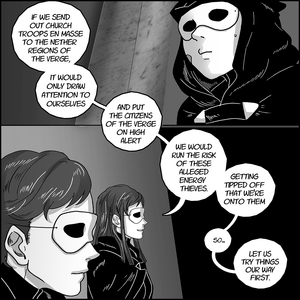 IF WE SEND
OUT CHURCH
TROOPS EN MASSE
TO THE NETHER
REGIONS OF
THE VERGE,
IT WOULD
ONLY DRAW
ATTENTION TO
OURSELVES
AND PUT
THE CITIZENS
OF THE VERGE
ON HIGH
ALERT
WE WOULD
RUN THE RISK
OF THESE
ALLEGED
ENERGY
THIEVES.
GETTING
TIPPED OFF
THAT WE'RE
ONTO THEM
SO...
LET US
TRY THINGS
OUR WAY
FIRST.